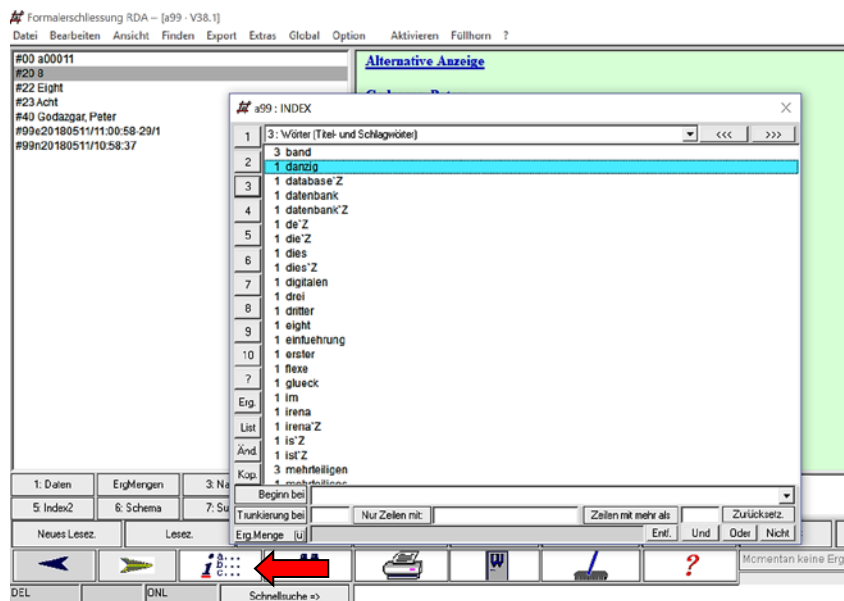 Formalerschliessung RDA -- [a99 - V38.1]
Datei Bearbeiten Ansicht Finden Export Extras Global Option Aktivieren Füllhorn ?
#00 a00011
#20 8
#22 Eight
#23 Acht
#40 Godazgar, Peter
#99e20180511/11:00:58-29/1
#99n20180511/10:58:37
Alternative Anzeige
a99 : INDEX
1
2
3
4
5
6
7
8
9
10
?
Erg.
List
Änd.
Kop.
3: Wörter (Titel- und Schlagwörter)
<<< >>>
3 band
1 danzig
1 database~Z
1 datenbank
1 datenbank~Z
1 de~Z
1 die~Z
1 dies
1 dies~Z
1 digitalen
1 drei
1 dritter
1 eight
1 einfuehrung
1 erster
1 flexe
1 glueck
1 im
1 irena
1 irena~Z
1 is~Z
1 ist~Z
3 mehrteiligen
Beginn bei
Trunkierung bei Nur Zeilen mit: Zeilen mit mehr als Zurücksetz.
Erg.Menge [u] Entf. Und Oder Nicht
1: Daten ErgMengen 3: Na
5: Index2 6: Schema 7: Su
Neues Lesez. Lesez.
Momentan keine Erg
DEL ONL Schnellsuche =>